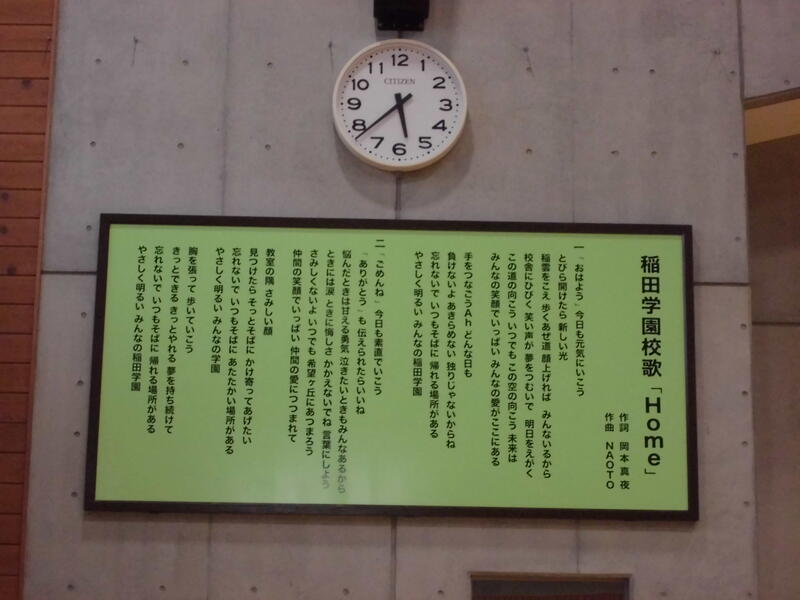 12
1
2
3
4
5
6
7
8
9
10
11
CITIZEN
稲田学園校歌「Home」
作詞 岡本真夜
作曲 NAOTO
一 『おはよう』今日も元気にいこう
とびら開けたら 新しい光
稲雲をこえ 歩くあぜ道 顔上げれば みんないるから
校舎にひびく 笑い声が 夢をつむいで 明日をえがく
この道の向こう いつでも この空の向こう 未来は
みんなの笑顔でいっぱい みんなの愛がここにある
手をつなごうAh どんな日も
負けないよ あきらめない 独りじゃないからね
忘れないで いつもそばに 帰れる場所がある
やさしく明るい みんなの稲田学園
二 『ごめんね』今日も素直でいこう
『ありがとう』も 伝えられたらいいね
悩んだときは甘える勇気 泣きたいときもみんなあるから
ときには涙 ときに悔しさ かかえないでね 言葉にしよう
さみしくないよ いつでも 希望ヶ丘にあつまろう
仲間の笑顔でいっぱい 仲間の愛につつまれて
教室の隅 さみしい顔
見つけたら そっとそばに かけ寄ってあげたい
忘れないで いつもそばに あたたかい場所がある
やさしく明るい みんなの学園
胸を張って 歩いていこう
きっとできる きっとやれる 夢を持ち続けて
忘れないで いつもそばに 帰れる場所がある
やさしく明るい みんなの稲田学園